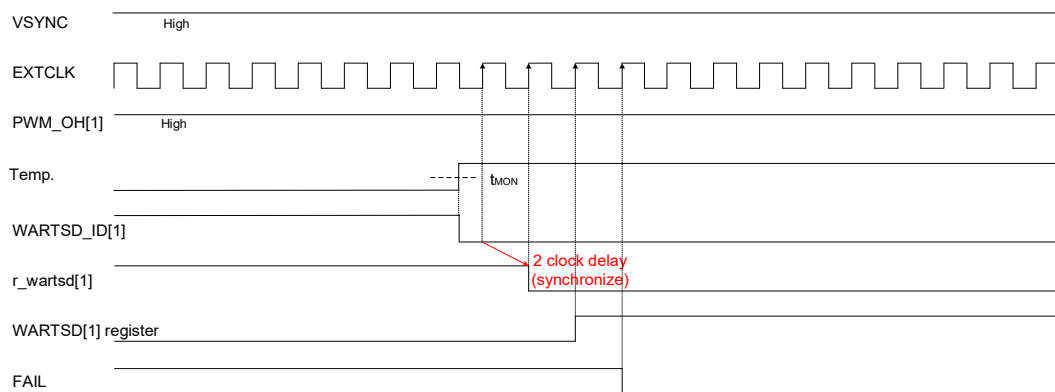 VSYNC
High
EXTCLK
PWM_OH[1]
High
Temp.
tMON
WARTSD_ID[1]
2 clock delay
(synchronize)
r_wartsd[1]
WARTSD[1] register
FAIL